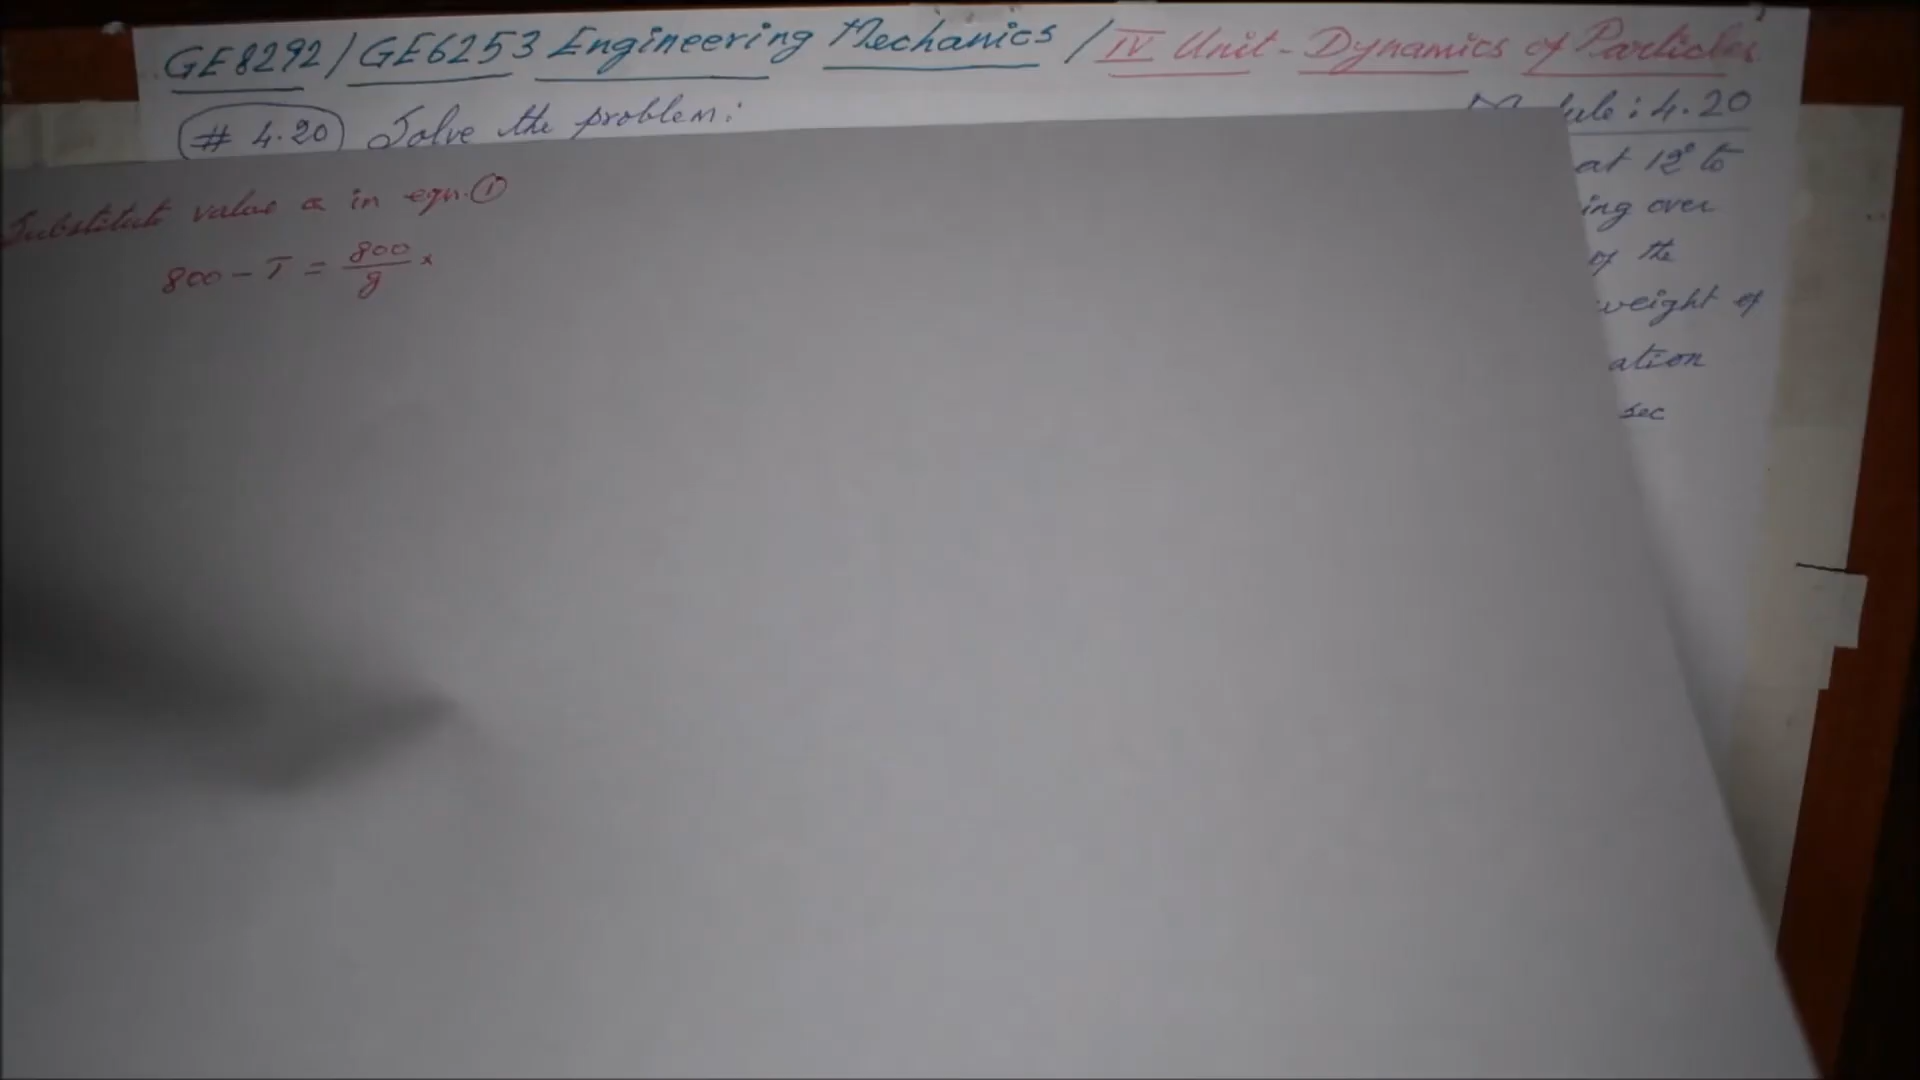 GE8292/GE6253 Engineering Mechanics / IV Unit - Dynamics of Particles
# 4.20 Solve the problem:
: 4.20
at 12° to
ing over
of the
weight of
ation
sec
Substitute value a in eqn.①
800 - T = 800/g ×